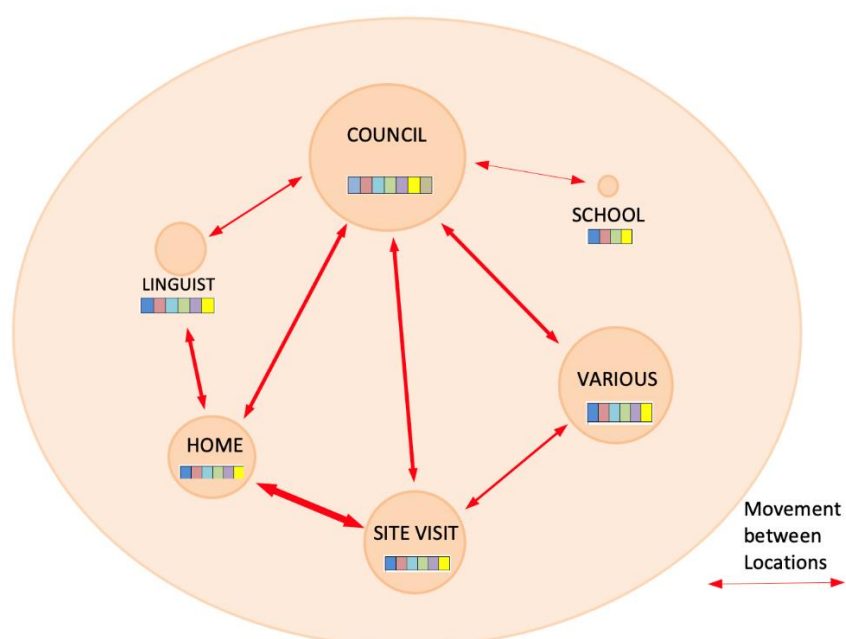 COUNCIL
SCHOOL
LINGUIST
VARIOUS
HOME
SITE VISIT
Movement
between
Locations